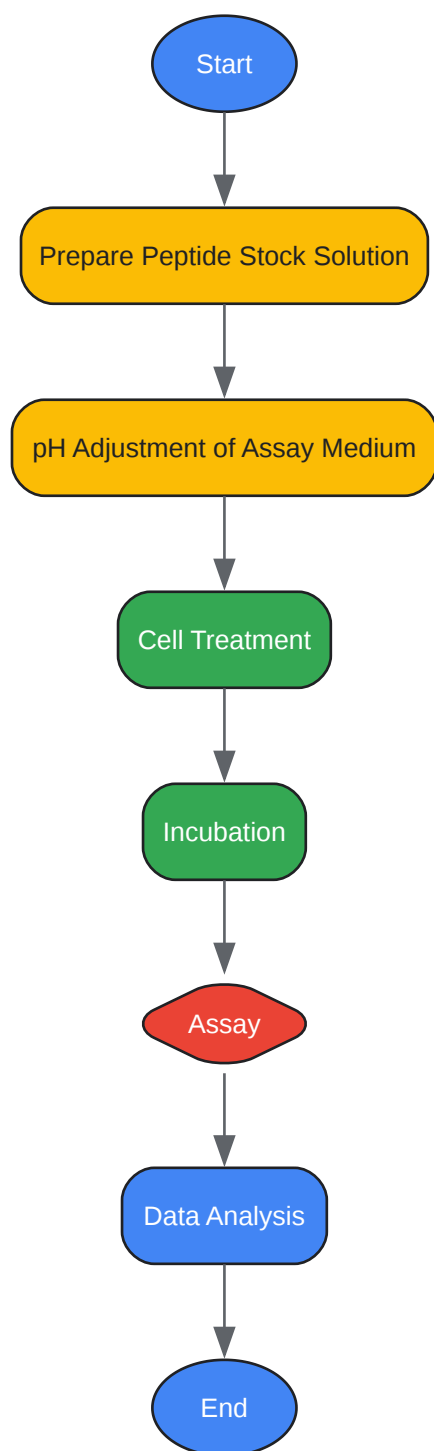 Start
Prepare Peptide Stock Solution
pH Adjustment of Assay Medium
Cell Treatment
Incubation
Assay
Data Analysis
End